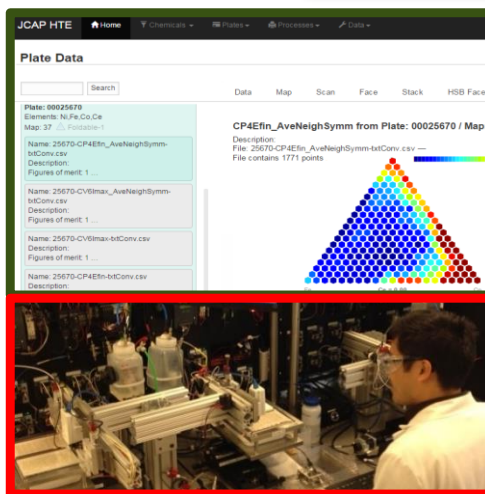 JCAP HTE Home Chemicals Plates Processes Data
Plate Data
Search
Data Map Scan Face Stack HSB Face
Plate: 00025670
Elements: Ni,Fe,Co,Ce
Map: 37 Foldable-1
Name: 25670-CP4Efin_AveNeighSymm-
txtConv.csv
Description:
Figures of merit: 1 ...
Name: 25670-CV6Imax_AveNeighSymm-
txtConv.csv
Description:
Figures of merit: 1 ...
Name: 25670-CV6Imax-txtConv.csv
Description:
Figures of merit: 1 ...
Name: 25670-CP4Efin-txtConv.csv
Description:
CP4Efin_AveNeighSymm from Plate: 00025670 / Map
Description:
File: 25670-CP4Efin_AveNeighSymm-txtConv.csv —
File contains 1771 points